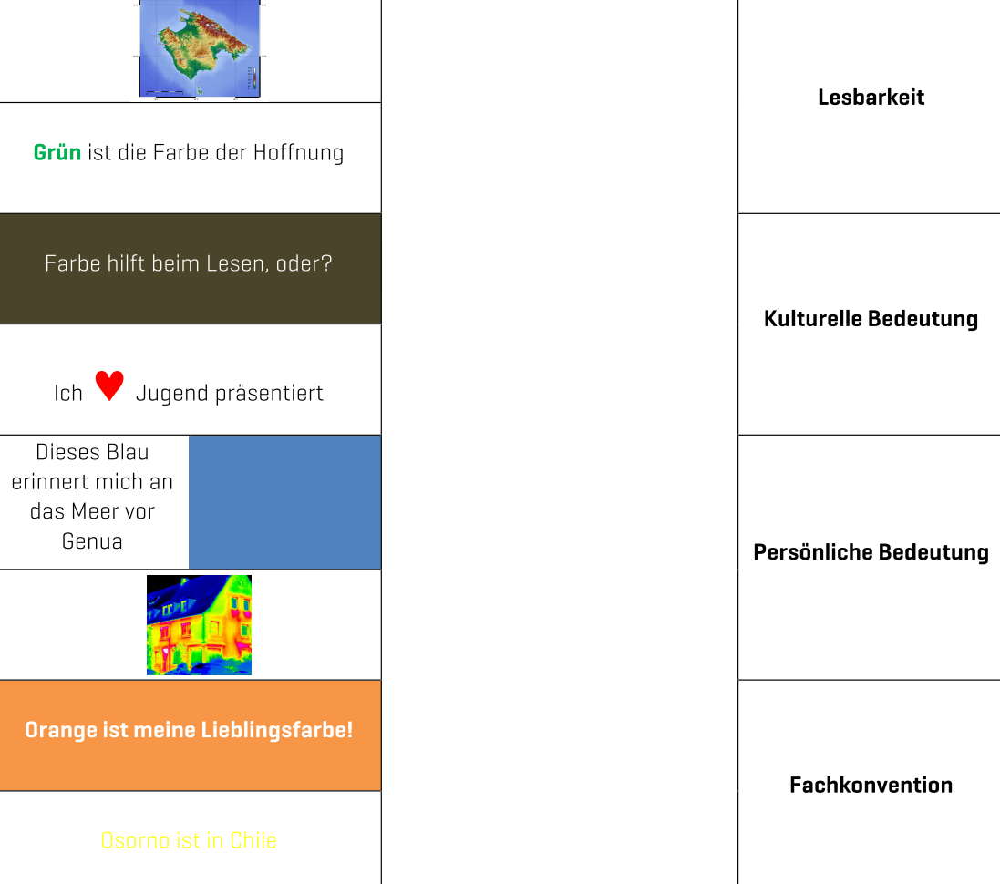 Lesbarkeit
Grün ist die Farbe der Hoffnung
Farbe hilft beim Lesen, oder?
Kulturelle Bedeutung
Ich ♥ Jugend präsentiert
Dieses Blau
erinnert mich an
das Meer vor
Genua
Persönliche Bedeutung
Orange ist meine Lieblingsfarbe!
Fachkonvention
Osorno ist in Chile